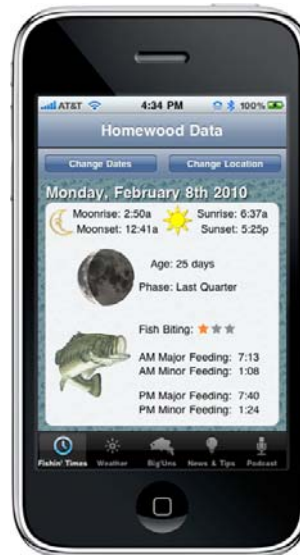 AT&T 4:34 PM 100%
Homewood Data
Change Dates Change Location
Monday, February 8th 2010
Moonrise: 2:50a Sunrise: 6:37a
Moonset: 12:41a Sunset: 5:25p
Age: 25 days
Phase: Last Quarter
Fish Biting:
AM Major Feeding: 7:13
AM Minor Feeding: 1:08
PM Major Feeding: 7:40
PM Minor Feeding: 1:24
Fishin' Times Weather Big'Uns News & Tips Podcast